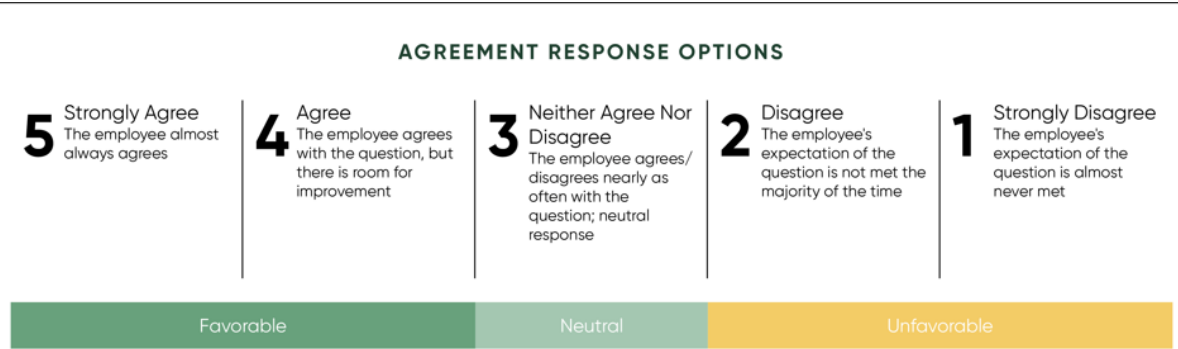 AGREEMENT RESPONSE OPTIONS
5
Strongly Agree
The employee almost
always agrees
4
Agree
The employee agrees
with the question, but
there is room for
improvement
3
Neither Agree Nor
Disagree
The employee agrees/
disagrees nearly as
often with the
question; neutral
response
2
Disagree
The employee's
expectation of the
question is not met the
majority of the time
1
Strongly Disagree
The employee's
expectation of the
question is almost
never met
Favorable
Neutral
Unfavorable